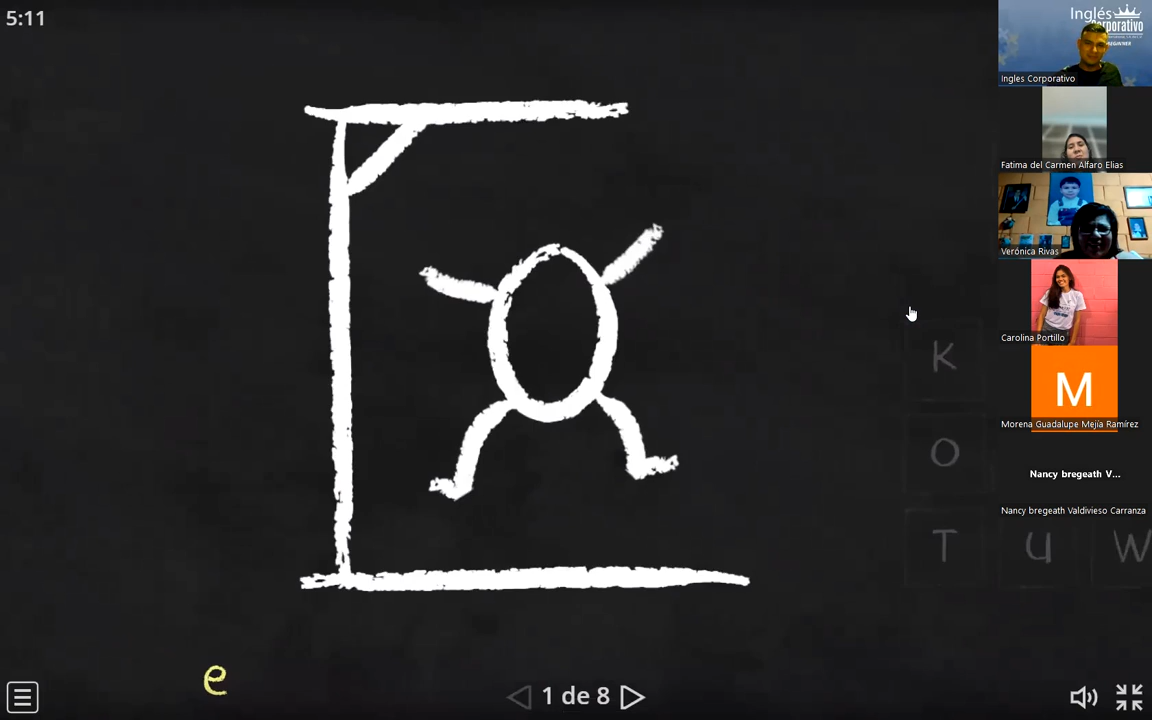 5:11
Inglés
Corporativo
BEGINNER
Ingles Corporativo
Fatima del Carmen Alfaro Elias
Verónica Rivas
Carolina Portillo
K
M
Morena Guadalupe Mejía Ramírez
O
Nancy bregeath V...
Nancy bregeath Valdivieso Carranza
T U W
e
1 de 8